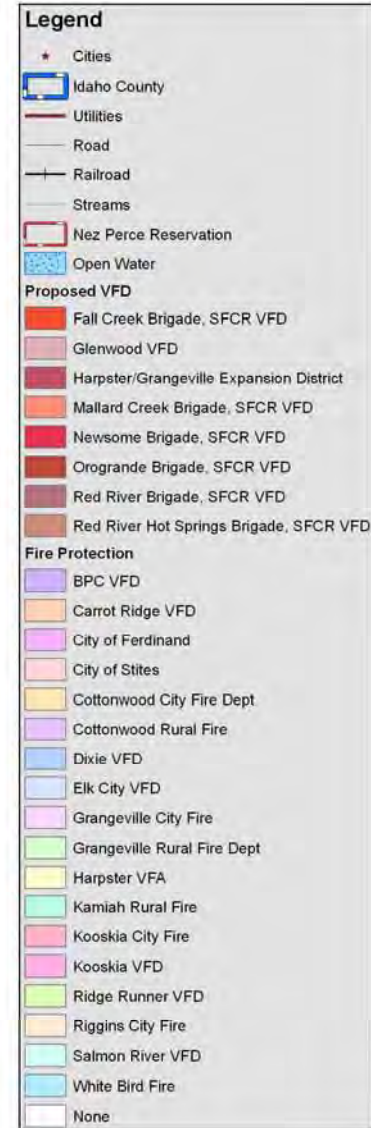 Legend
Cities
Idaho County
Utilities
Road
Railroad
Streams
Nez Perce Reservation
Open Water
Proposed VFD
Fall Creek Brigade, SFCR VFD
Glenwood VFD
Harpster/Grangeville Expansion District
Mallard Creek Brigade, SFCR VFD
Newsome Brigade, SFCR VFD
Orogrande Brigade, SFCR VFD
Red River Brigade, SFCR VFD
Red River Hot Springs Brigade, SFCR VFD
Fire Protection
BPC VFD
Carrot Ridge VFD
City of Ferdinand
City of Stites
Cottonwood City Fire Dept
Cottonwood Rural Fire
Dixie VFD
Elk City VFD
Grangeville City Fire
Grangeville Rural Fire Dept
Harpster VFA
Kamiah Rural Fire
Kooskia City Fire
Kooskia VFD
Ridge Runner VFD
Riggins City Fire
Salmon River VFD
White Bird Fire
None